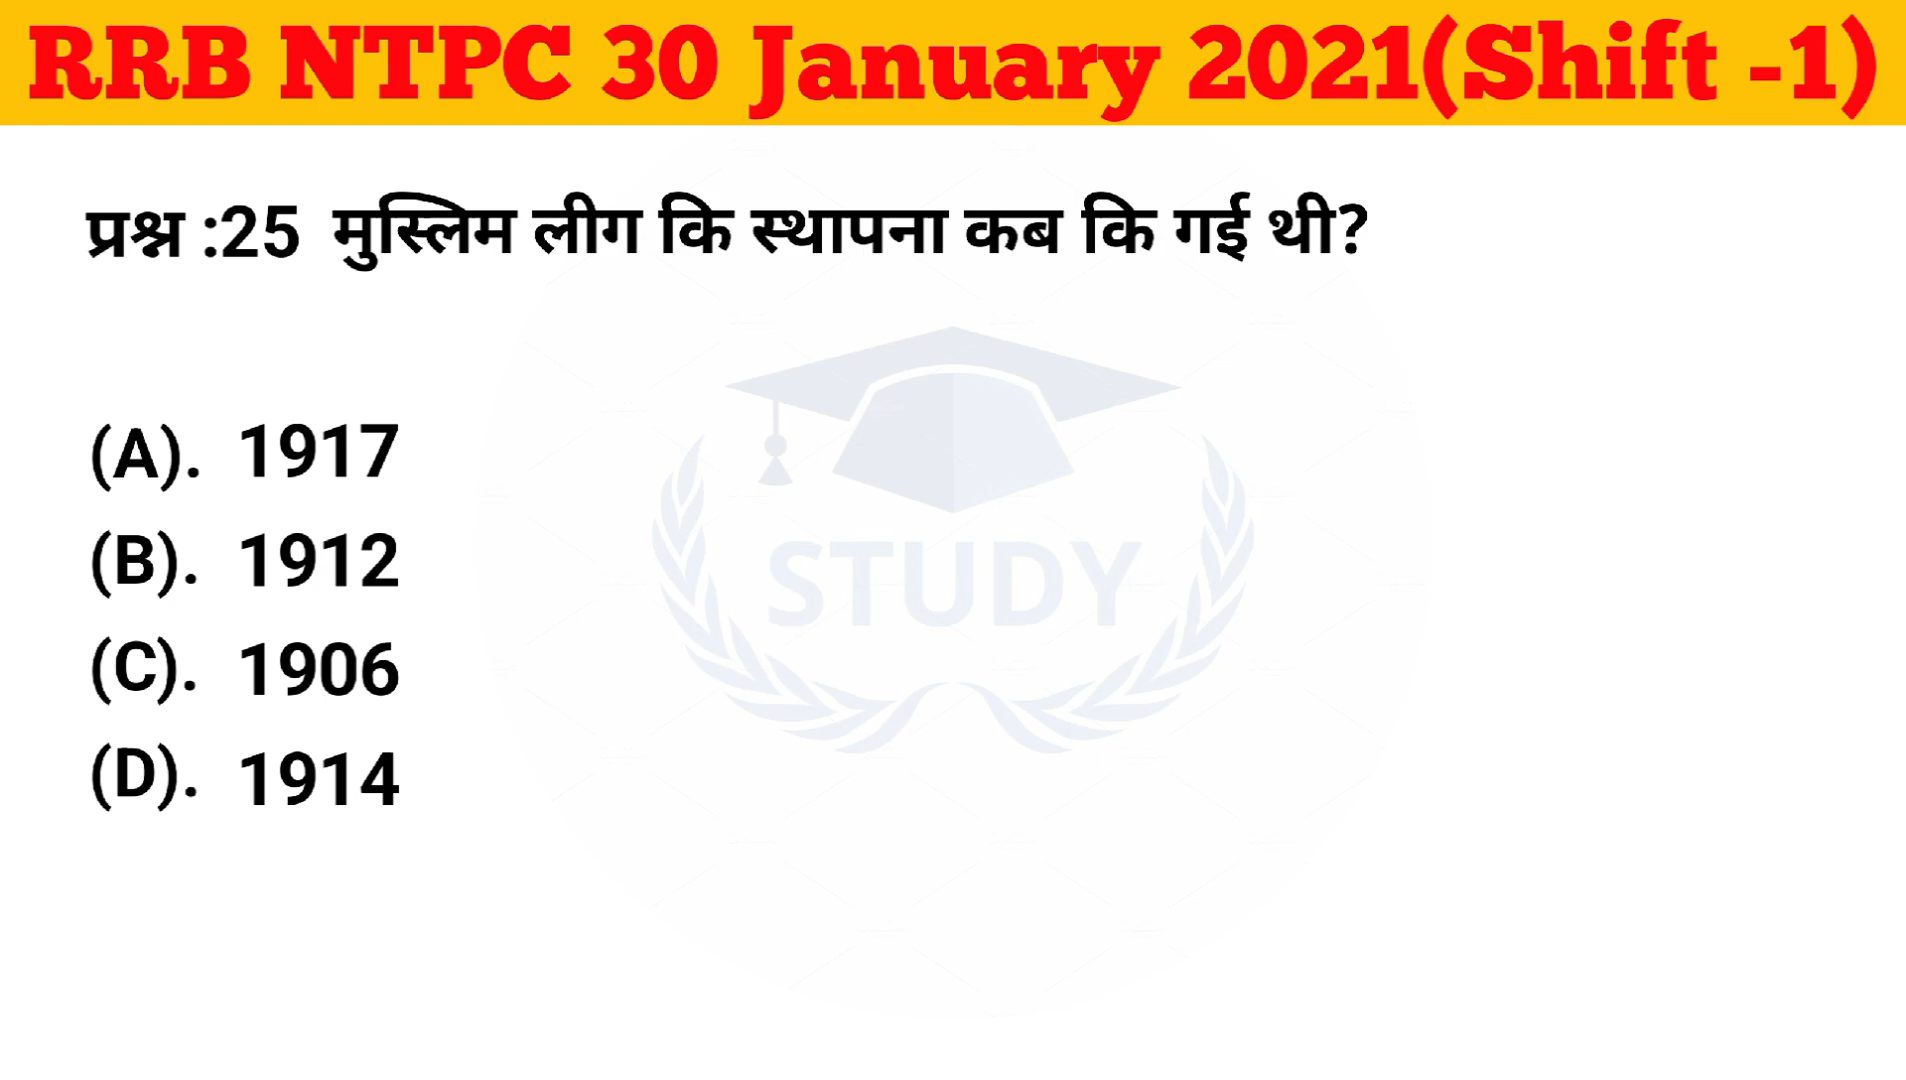 RRB NTPC 30 January 2021(Shift -1)
प्रश्न :25 मुस्लिम लीग कि स्थापना कब कि गई थी?
(A). 1917
(B). 1912
(C). 1906
(D). 1914
STUDY